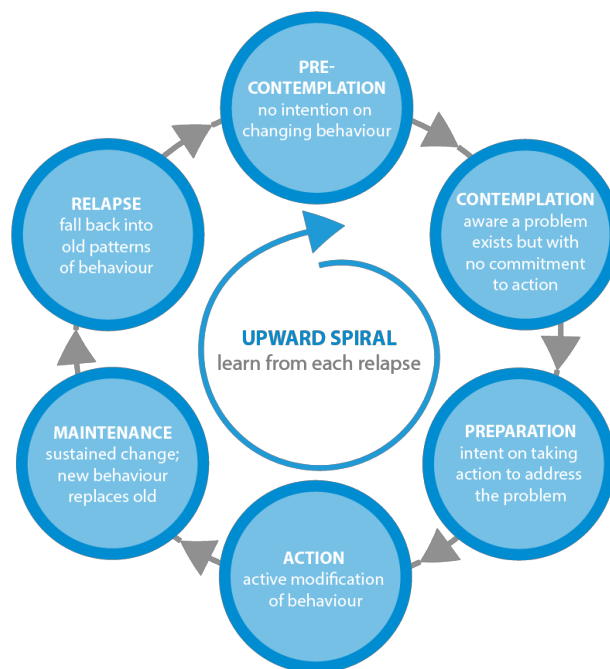 PRE-
CONTEMPLATION
no intention on
changing behaviour
CONTEMPLATION
aware a problem
exists but with
no commitment
to action
PREPARATION
intent on taking
action to address
the problem
ACTION
active modification
of behaviour
MAINTENANCE
sustained change;
new behaviour
replaces old
RELAPSE
fall back into
old patterns
of behaviour
UPWARD SPIRAL
learn from each relapse